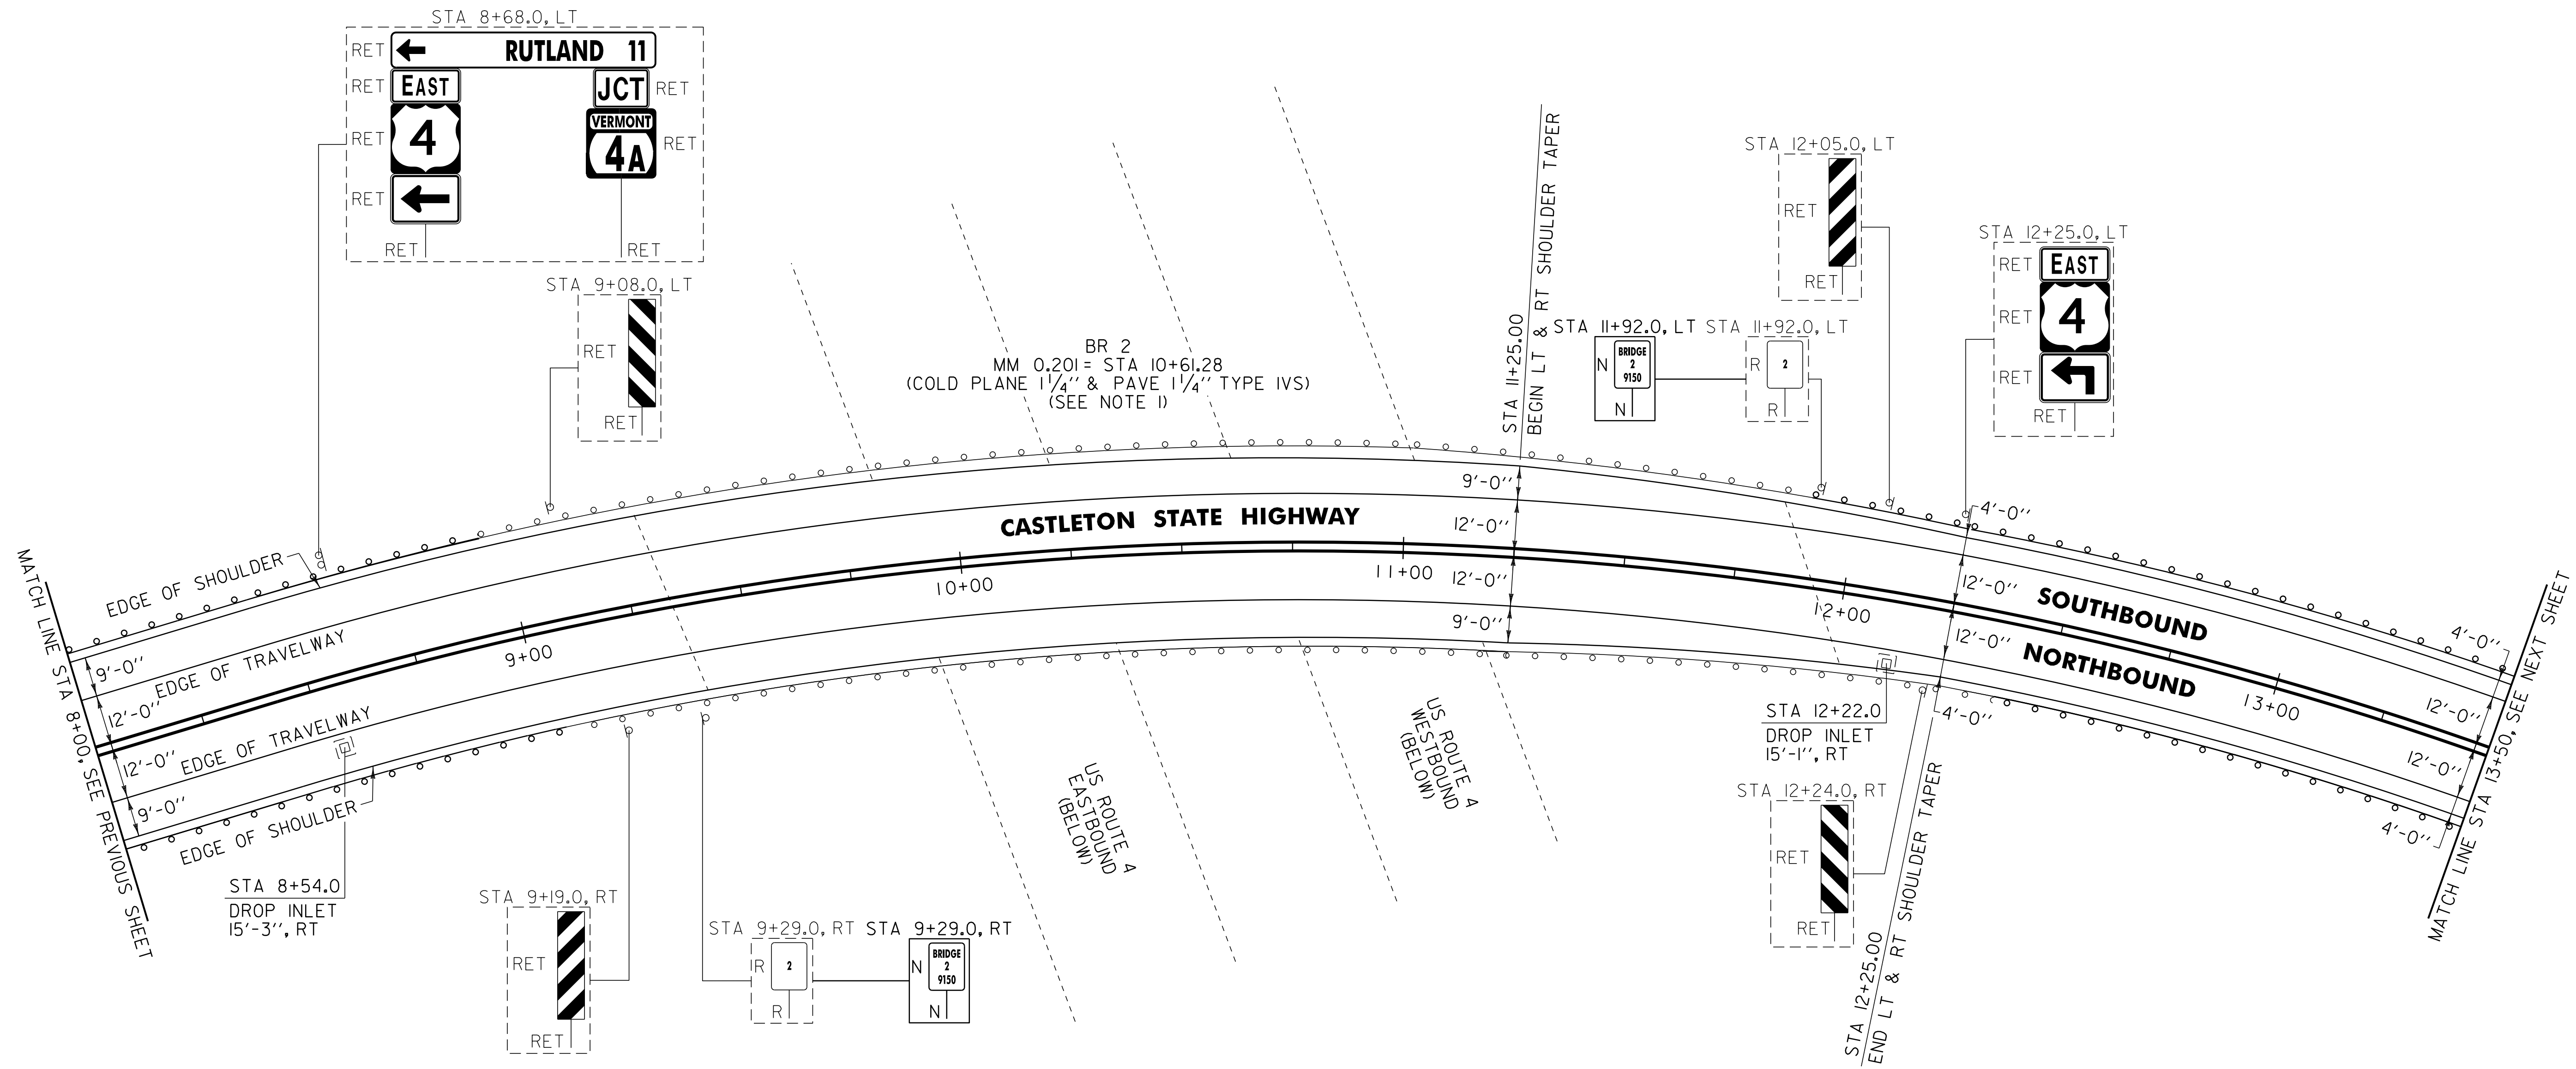 STA 8+68.0, LT
RET
RUTLAND 11
RET
EAST
JCT
RET
RET
4
VERMONT
4A
RET
RET
RET
RET
STA 9+08.0, LT
RET
RET
BR 2
MM 0.201 = STA 10+61.28
(COLD PLANE 1 1/4" & PAVE 1 1/4" TYPE IVS)
(SEE NOTE 1)
STA 11+25.00
BEGIN LT & RT SHOULDER TAPER
STA 11+92.0, LT
N
BRIDGE
2
9150
N
STA 11+92.0, LT
R
2
R
STA 12+05.0, LT
RET
RET
STA 12+25.0, LT
RET
EAST
RET
4
RET
RET
MATCH LINE STA 8+00, SEE PREVIOUS SHEET
EDGE OF SHOULDER
9'-0"
EDGE OF TRAVELWAY
12'-0"
12'-0"
EDGE OF TRAVELWAY
9'-0"
EDGE OF SHOULDER
9+00
CASTLETON STATE HIGHWAY
10+00
11+00
9'-0"
12'-0"
12'-0"
9'-0"
12+00
4'-0"
12'-0"
12'-0"
4'-0"
SOUTHBOUND
NORTHBOUND
13+00
4'-0"
12'-0"
12'-0"
4'-0"
MATCH LINE STA 13+50, SEE NEXT SHEET
STA 8+54.0
DROP INLET
15'-3", RT
STA 9+19.0, RT
RET
RET
STA 9+29.0, RT
R
2
R
STA 9+29.0, RT
N
BRIDGE
2
9150
N
US ROUTE 4
EASTBOUND
(BELOW)
US ROUTE 4
WESTBOUND
(BELOW)
STA 12+22.0
DROP INLET
15'-1", RT
STA 12+24.0, RT
RET
RET
STA 12+25.00
END LT & RT SHOULDER TAPER